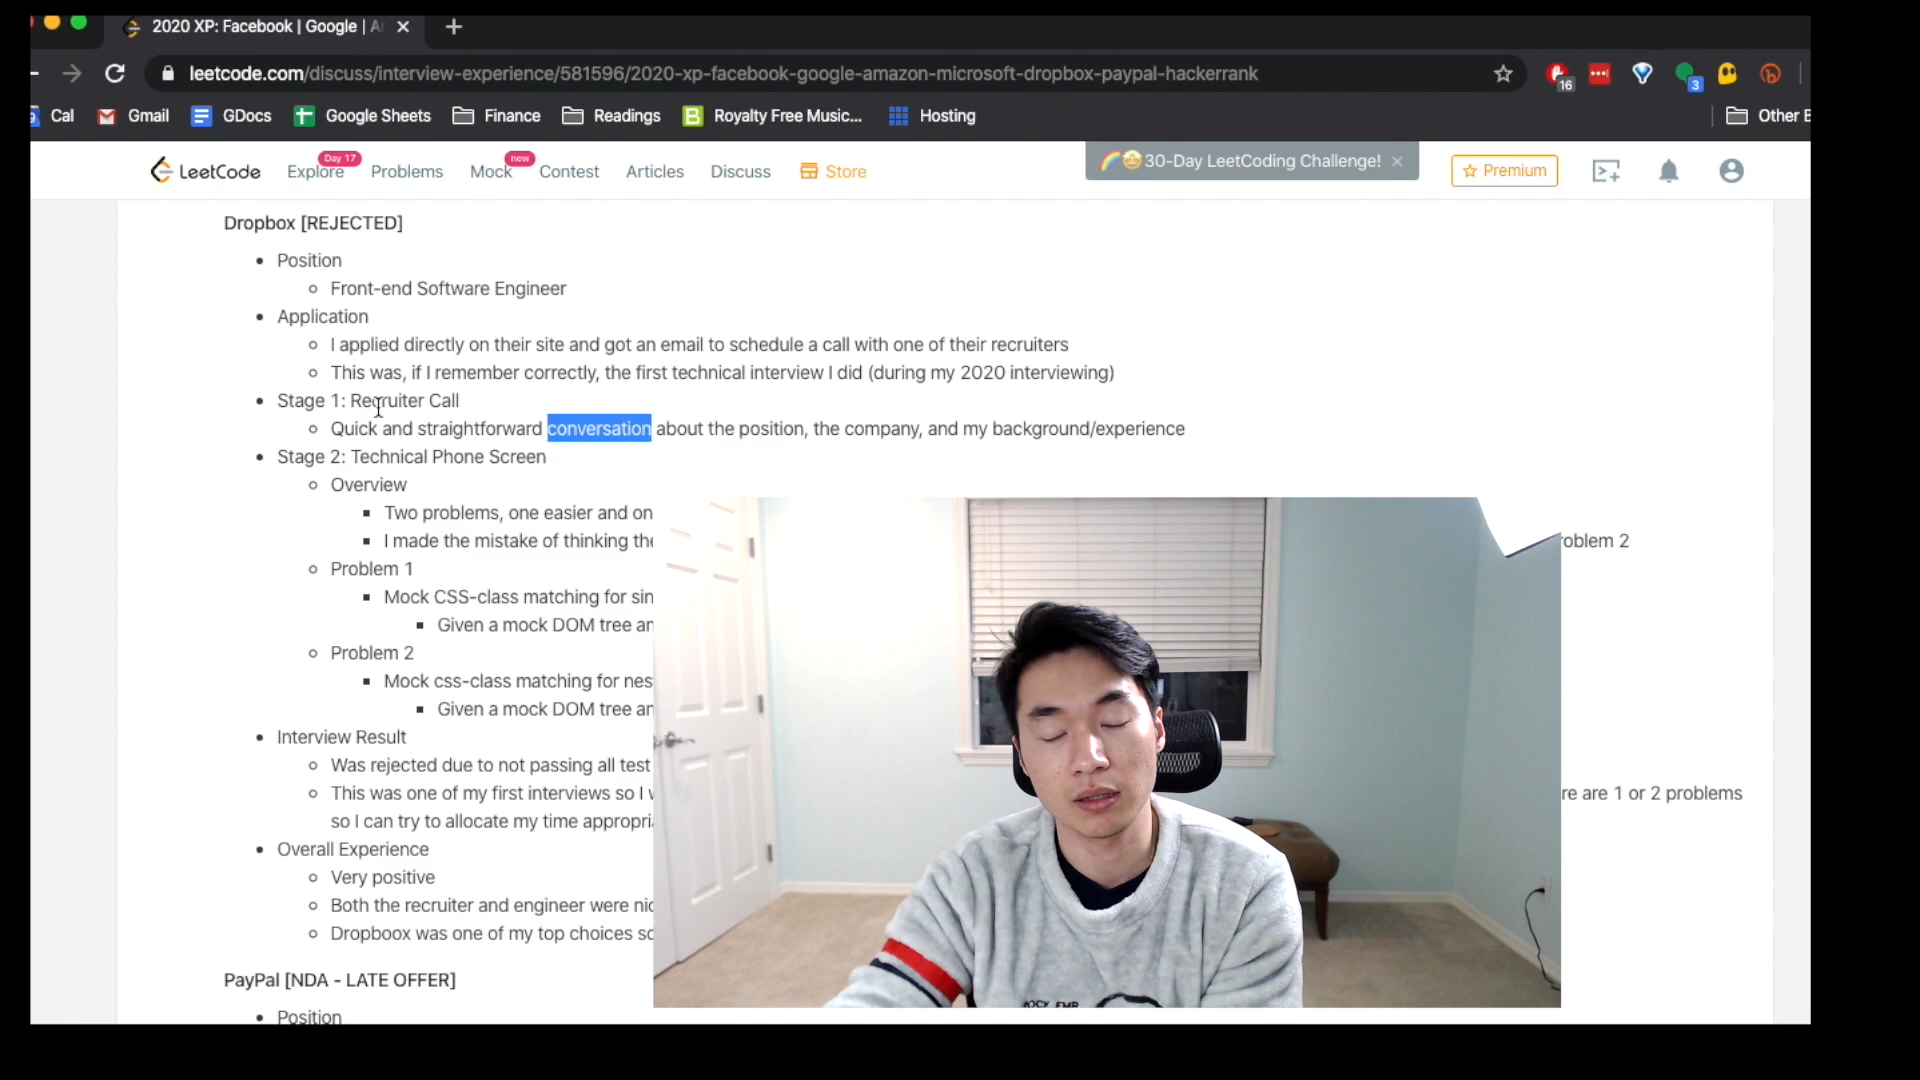 2020 XP: Facebook | Google |
leetcode.com/discuss/interview-experience/581596/2020-xp-facebook-google-amazon-microsoft-dropbox-paypal-hackerrank
16
3
Cal Gmail GDocs Google Sheets Finance Readings Royalty Free Music... Hosting Other B
LeetCode Explore Day 17 Problems Mock new Contest Articles Discuss Store 30-Day LeetCoding Challenge! Premium
Dropbox [REJECTED]
Position
Front-end Software Engineer
Application
I applied directly on their site and got an email to schedule a call with one of their recruiters
This was, if I remember correctly, the first technical interview I did (during my 2020 interviewing)
Stage 1: Recruiter Call
Quick and straightforward conversation about the position, the company, and my background/experience
Stage 2: Technical Phone Screen
Overview
Two problems, one easier and on
I made the mistake of thinking the roblem 2
Problem 1
Mock CSS-class matching for sin
Given a mock DOM tree an
Problem 2
Mock css-class matching for nes
Given a mock DOM tree an
Interview Result
Was rejected due to not passing all test
This was one of my first interviews so I w re are 1 or 2 problems
so I can try to allocate my time appropria
Overall Experience
Very positive
Both the recruiter and engineer were nic
Dropboox was one of my top choices so
PayPal [NDA - LATE OFFER]
Position